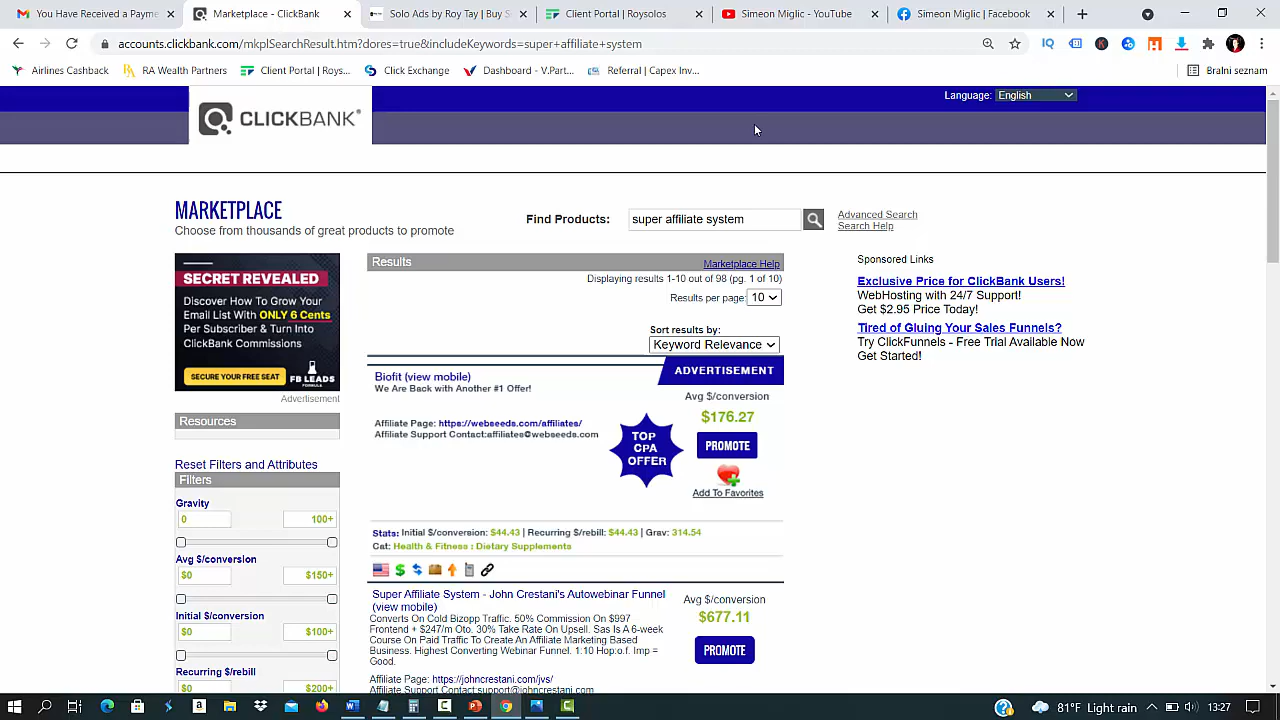 You Have Received a Payme
Marketplace - ClickBank
Solo Ads by Roy Tay | Buy S
Client Portal | Roysolos
Simeon Miglic - YouTube
Simeon Miglic | Facebook
accounts.clickbank.com/mkplSearchResult.htm?dores=true&includeKeywords=super+affiliate+system
Airlines Cashback
RA Wealth Partners
Client Portal | Roys...
Click Exchange
Dashboard - V.Part...
Referral | Capex Inv...
Bralni seznam
Language: English
CLICKBANK®
MARKETPLACE
Choose from thousands of great products to promote
Find Products: super affiliate system
Advanced Search
Search Help
SECRET REVEALED
Discover How To Grow Your
Email List With ONLY 6 Cents
Per Subscriber & Turn Into
ClickBank Commissions
SECURE YOUR FREE SEAT
FB LEADS
FORMULA
Advertisement
Resources
Reset Filters and Attributes
Filters
Gravity
0 100+
Avg $/conversion
$0 $150+
Initial $/conversion
$0 $100+
Recurring $/rebill
$0 $200+
Results
Marketplace Help
Displaying results 1-10 out of 98 (pg. 1 of 10)
Results per page: 10
Sort results by:
Keyword Relevance
ADVERTISEMENT
Biofit (view mobile)
We Are Back with Another #1 Offer!
Avg $/conversion
$176.27
Affiliate Page: https://webseeds.com/affiliates/
Affiliate Support Contact:affiliates@webseeds.com
TOP
CPA
OFFER
PROMOTE
Add To Favorites
Stats: Initial $/conversion: $44.43 | Recurring $/rebill: $44.43 | Grav: 314.54
Cat: Health & Fitness : Dietary Supplements
Super Affiliate System - John Crestani's Autowebinar Funnel
(view mobile)
Converts On Cold Bizopp Traffic. 50% Commission On $997
Frontend + $247/m Oto. 30% Take Rate On Upsell. Sas Is A 6-week
Course On Paid Traffic To Create An Affiliate Marketing Based
Business. Highest Converting Webinar Funnel. 1:10 Hop:o.f. Imp =
Good.
Avg $/conversion
$677.11
PROMOTE
Affiliate Page: https://johncrestani.com/jvs/
Affiliate Support Contact:support@johncrestani.com
Sponsored Links
Exclusive Price for ClickBank Users!
WebHosting with 24/7 Support!
Get $2.95 Price Today!
Tired of Gluing Your Sales Funnels?
Try ClickFunnels - Free Trial Available Now
Get Started!
81°F Light rain
13:27